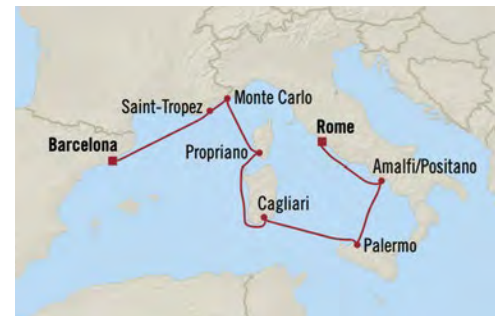 Saint-Tropez
Monte Carlo
Barcelona
Rome
Propriano
Amalfi/Positano
Cagliari
Palermo